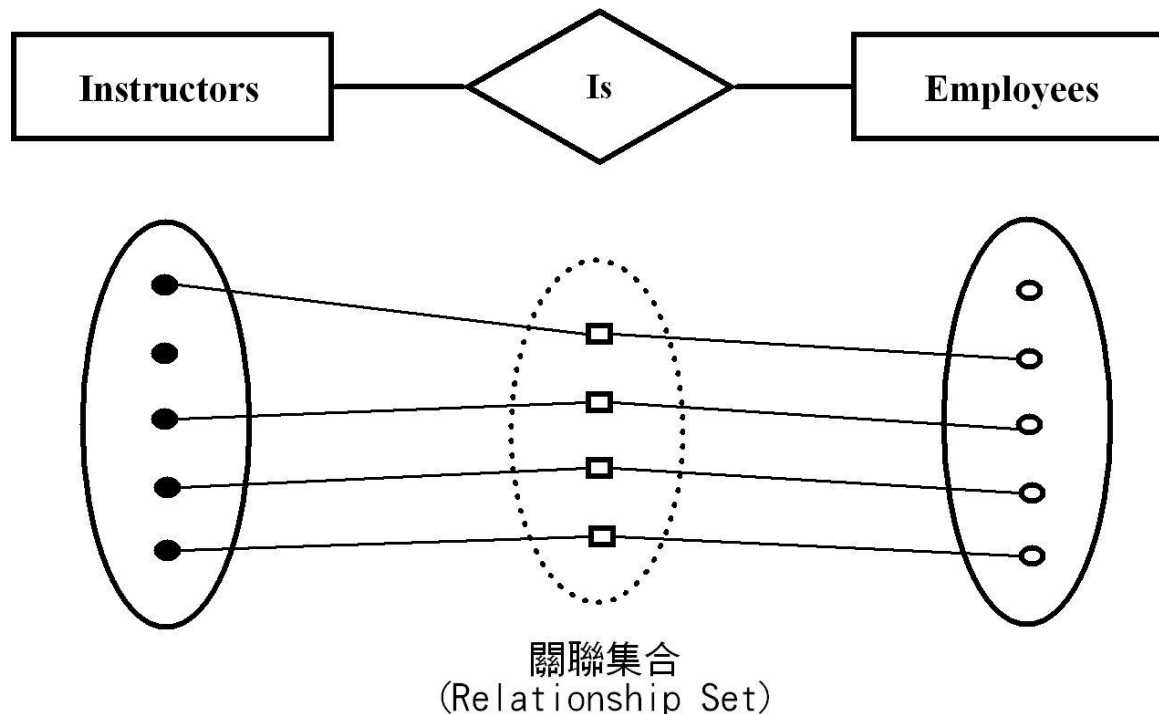 Instructors
Is
Employees
關聯集合
(Relationship Set)